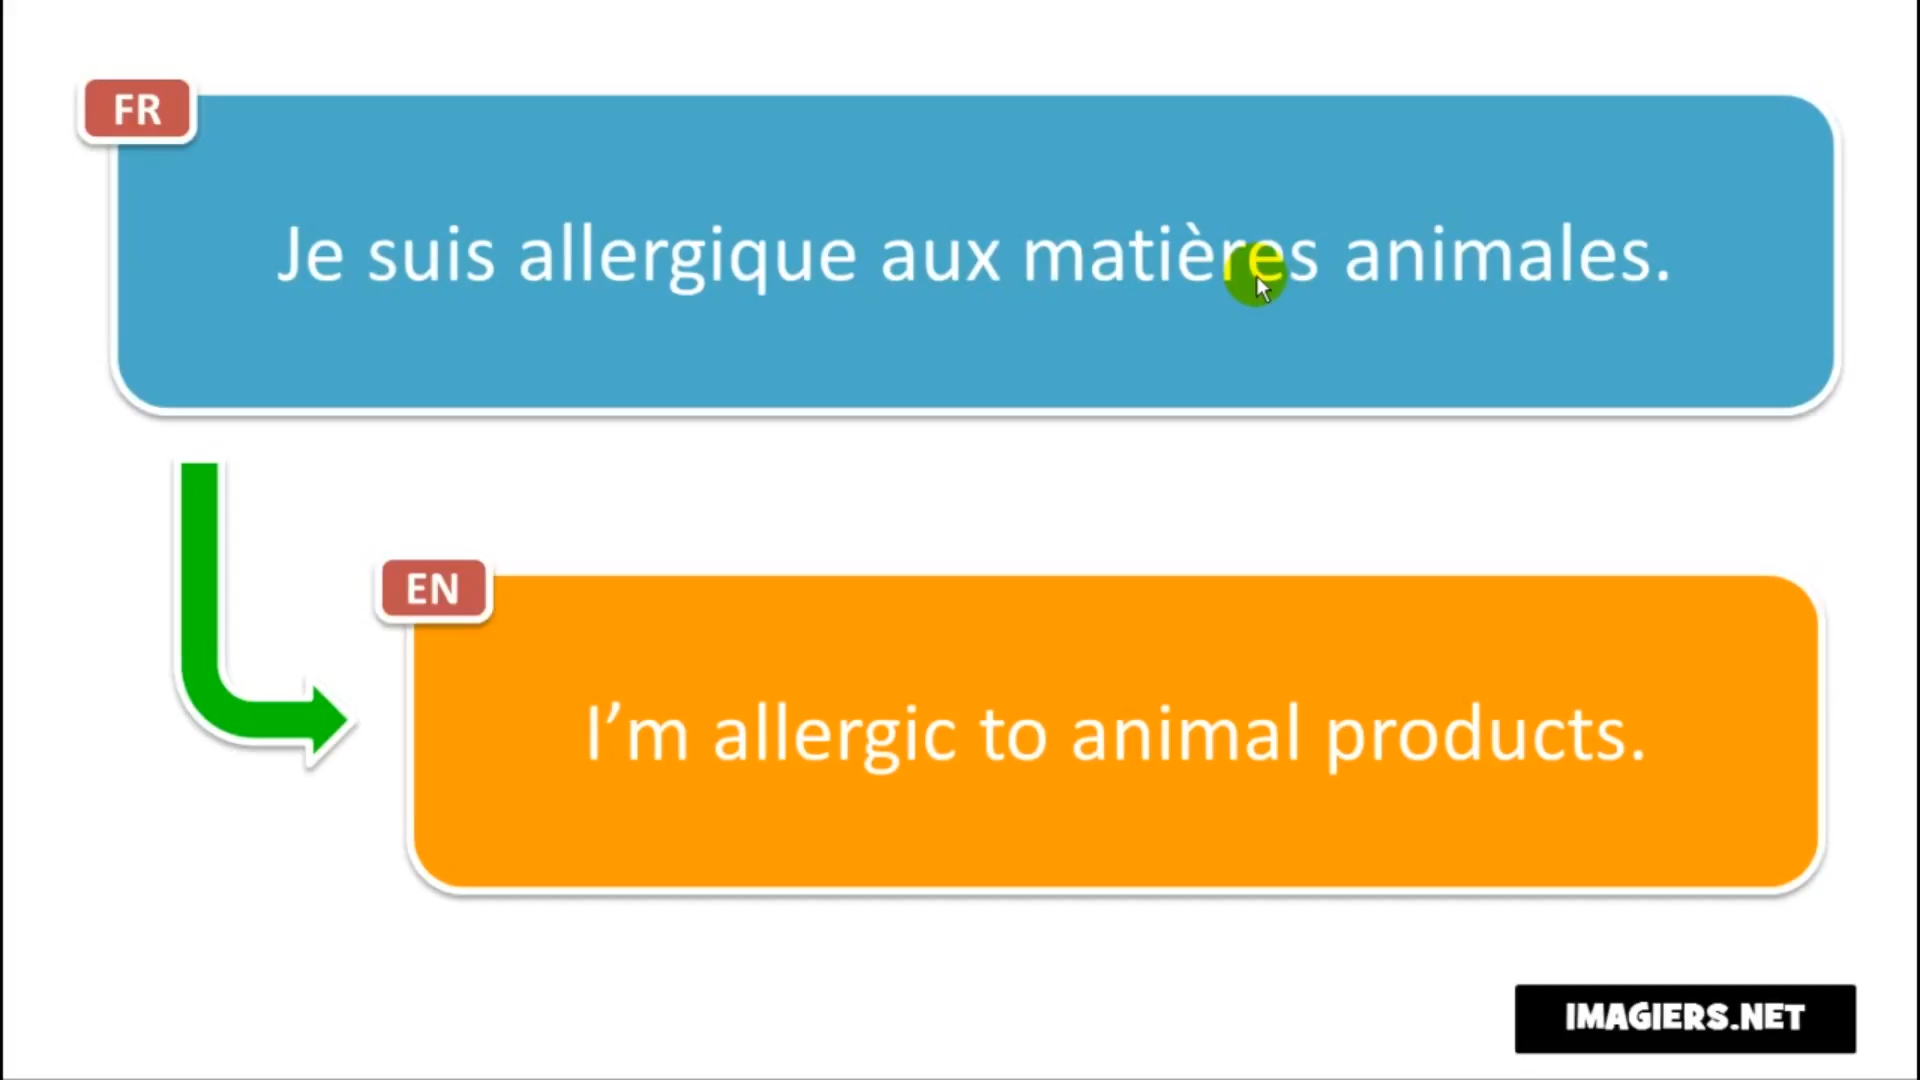 FR
Je suis allergique aux matières animales.
EN
I’m allergic to animal products.
IMAGIERS.NET